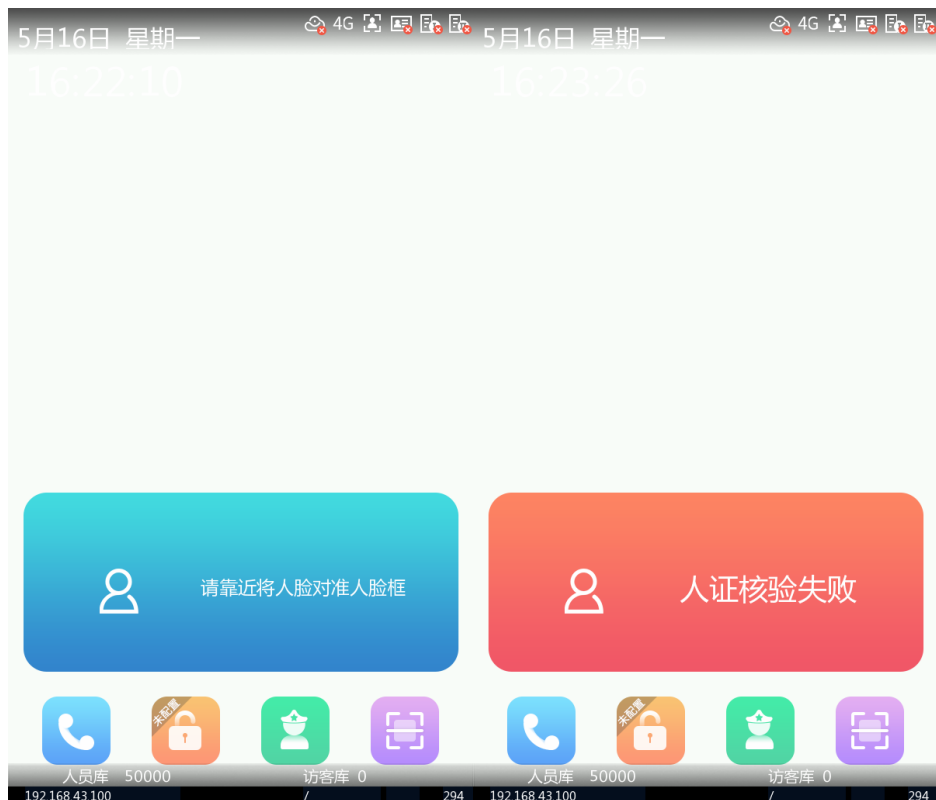 5月16日 星期一
4G
16:22:10
请靠近将人脸对准人脸框
未配置
人员库 50000
访客库 0
192.168.43.100
/
294
5月16日 星期一
4G
16:23:26
人证核验失败
未配置
人员库 50000
访客库 0
192.168.43.100
/
294